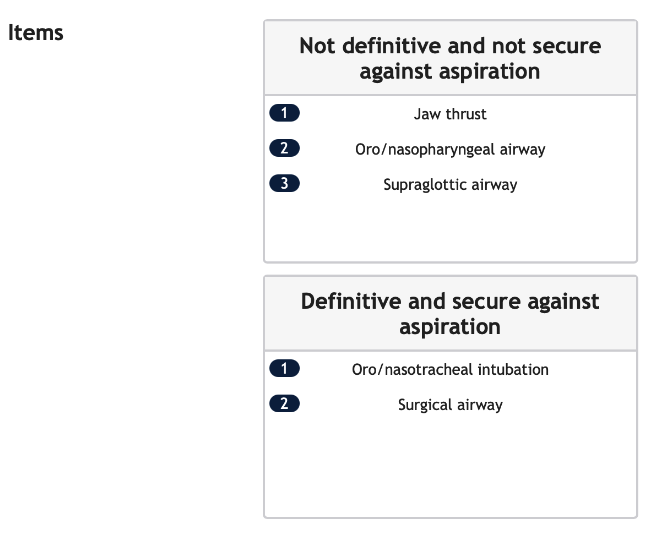 Items
Not definitive and not secure
against aspiration
1 Jaw thrust
2 Oro/nasopharyngeal airway
3 Supraglottic airway
Definitive and secure against
aspiration
1 Oro/nasotracheal intubation
2 Surgical airway